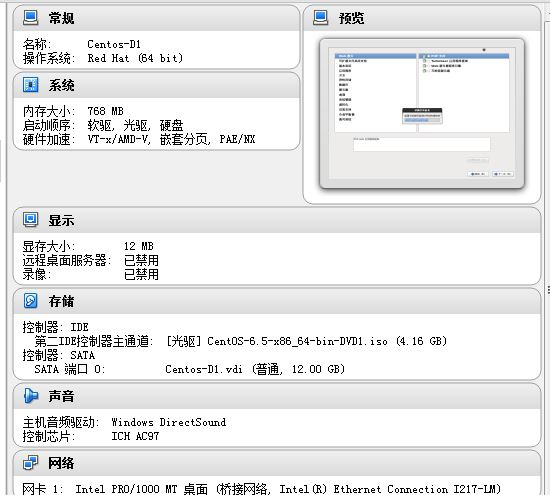 常规
名称: Centos-D1
操作系统: Red Hat (64 bit)
预览
系统
内存大小: 768 MB
启动顺序: 软驱, 光驱, 硬盘
硬件加速: VT-x/AMD-V, 嵌套分页, PAE/NX
显示
显存大小: 12 MB
远程桌面服务器: 已禁用
录像: 已禁用
存储
控制器: IDE
第二IDE控制器主通道: [光驱] CentOS-6.5-x86_64-bin-DVD1.iso (4.16 GB)
控制器: SATA
SATA 端口 0: Centos-D1.vdi (普通, 12.00 GB)
声音
主机音频驱动: Windows DirectSound
控制芯片: ICH AC97
网络
网卡 1: Intel PRO/1000 MT 桌面 (桥接网络, Intel(R) Ethernet Connection I217-LM)